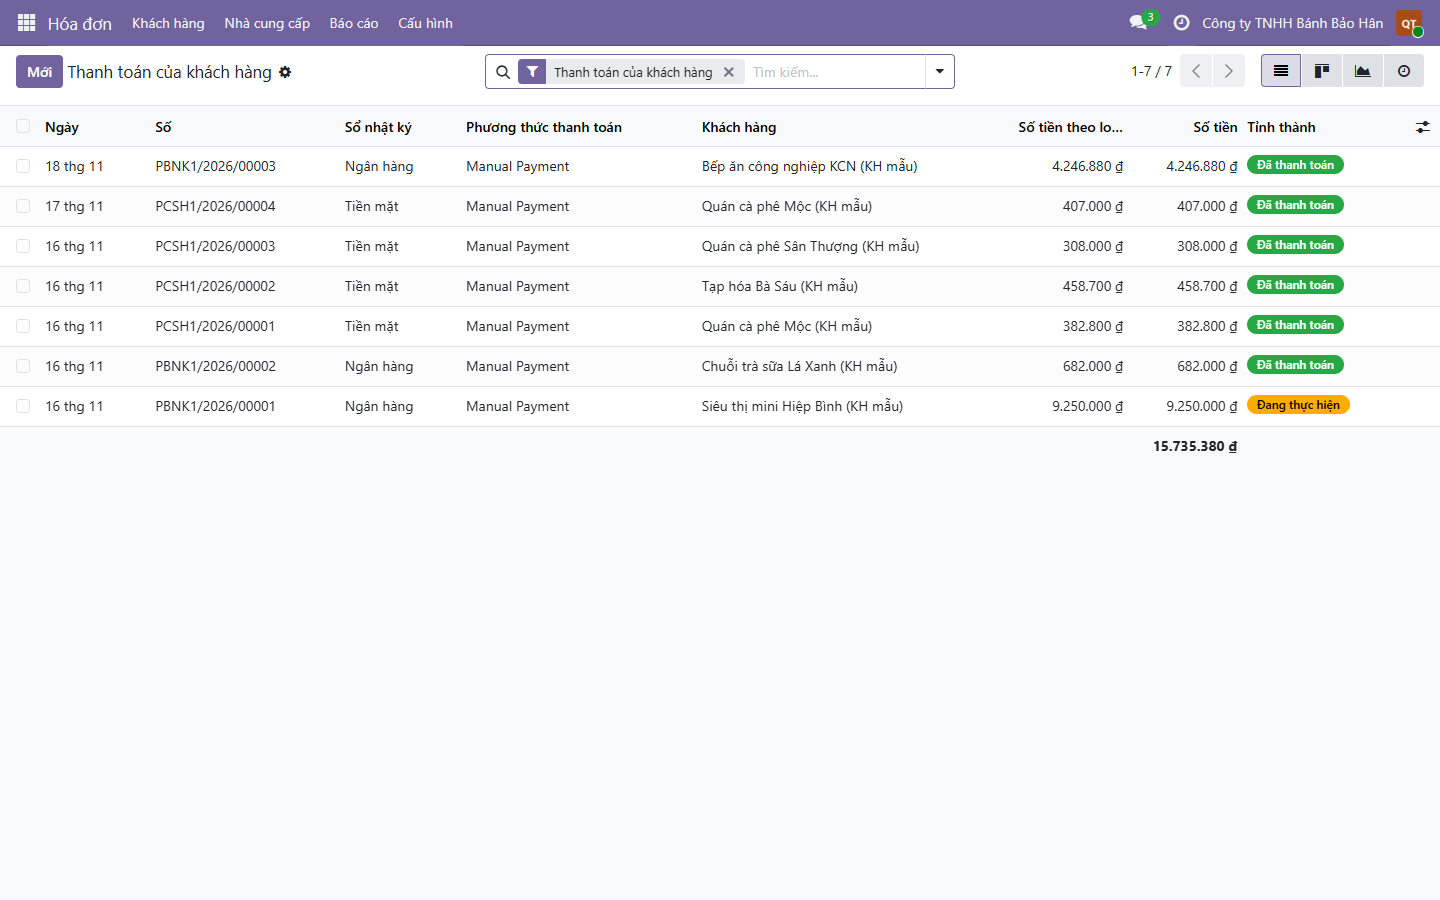 Hóa đơn Khách hàng Nhà cung cấp Báo cáo Cấu hình 3 Công ty TNHH Bánh Bảo Hân QT
Mới Thanh toán của khách hàng Thanh toán của khách hàng Tìm kiếm... 1-7 / 7
Ngày Số Sổ nhật ký Phương thức thanh toán Khách hàng Số tiền theo lo... Số tiền Tỉnh thành
18 thg 11 PBNK1/2026/00003 Ngân hàng Manual Payment Bếp ăn công nghiệp KCN (KH mẫu) 4.246.880 ₫ 4.246.880 ₫ Đã thanh toán
17 thg 11 PCSH1/2026/00004 Tiền mặt Manual Payment Quán cà phê Mộc (KH mẫu) 407.000 ₫ 407.000 ₫ Đã thanh toán
16 thg 11 PCSH1/2026/00003 Tiền mặt Manual Payment Quán cà phê Sân Thượng (KH mẫu) 308.000 ₫ 308.000 ₫ Đã thanh toán
16 thg 11 PCSH1/2026/00002 Tiền mặt Manual Payment Tạp hóa Bà Sáu (KH mẫu) 458.700 ₫ 458.700 ₫ Đã thanh toán
16 thg 11 PCSH1/2026/00001 Tiền mặt Manual Payment Quán cà phê Mộc (KH mẫu) 382.800 ₫ 382.800 ₫ Đã thanh toán
16 thg 11 PBNK1/2026/00002 Ngân hàng Manual Payment Chuỗi trà sữa Lá Xanh (KH mẫu) 682.000 ₫ 682.000 ₫ Đã thanh toán
16 thg 11 PBNK1/2026/00001 Ngân hàng Manual Payment Siêu thị mini Hiệp Bình (KH mẫu) 9.250.000 ₫ 9.250.000 ₫ Đang thực hiện
15.735.380 ₫